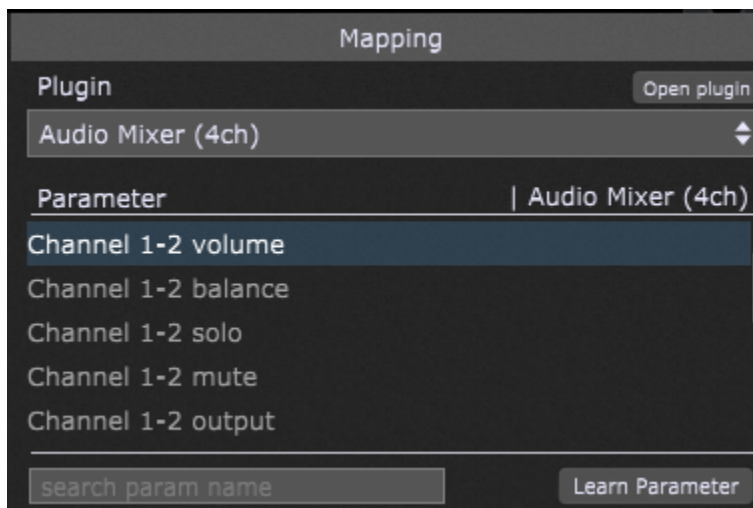 Mapping
Plugin
Open plugin
Audio Mixer (4ch)
Parameter | Audio Mixer (4ch)
Channel 1-2 volume
Channel 1-2 balance
Channel 1-2 solo
Channel 1-2 mute
Channel 1-2 output
search param name
Learn Parameter